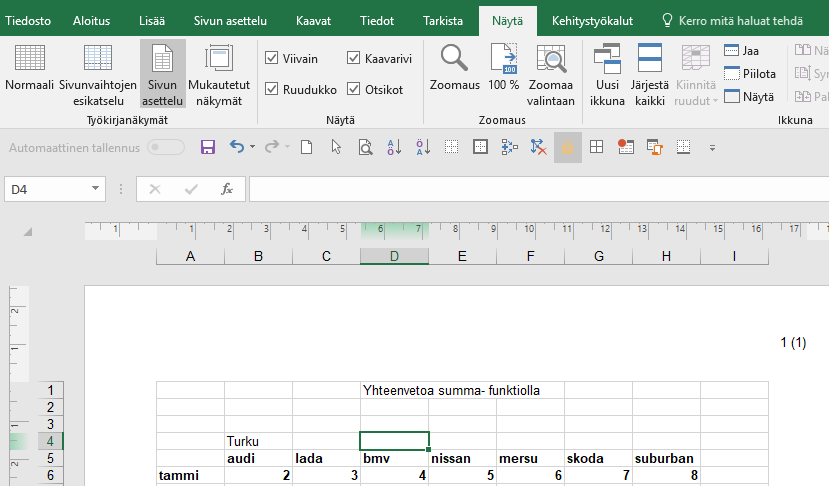 Tiedosto Aloitus Lisää Sivun asettelu Kaavat Tiedot Tarkista Näytä Kehitystyökalut Kerro mitä haluat tehdä
Normaali Sivunvaihtojen esikatselu Sivun asettelu Mukautetut näkymät
Työkirjanäkymät
Viivain Kaavarivi
Ruudukko Otsikot
Näytä
Zoomaus 100 % Zoomaa valintaan
100
Zoomaus
Uusi ikkuna Järjestä kaikki Kiinnitä ruudut
Jaa
Piilota
Näytä
Ikkuna
Automaattinen tallennus
D4 fx
1 1 2 3 4 5 6 7 8 9 10 11 12 13 14 15 16 17
A B C D E F G H I
2
1
1 (1)
1 Yhteenvetoa summa- funktiolla
2
3
4 Turku
5 audi lada bmv nissan mersu skoda suburban
6 tammi 2 3 4 5 6 7 8
1
2